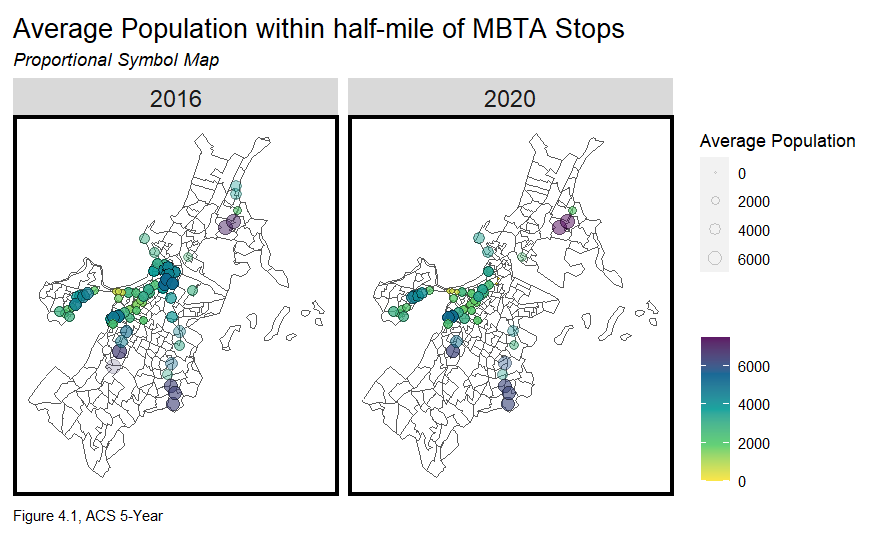 Average Population within half-mile of MBTA Stops
Proportional Symbol Map
2016
2020
Average Population
0
2000
4000
6000
6000
4000
2000
0
Figure 4.1, ACS 5-Year